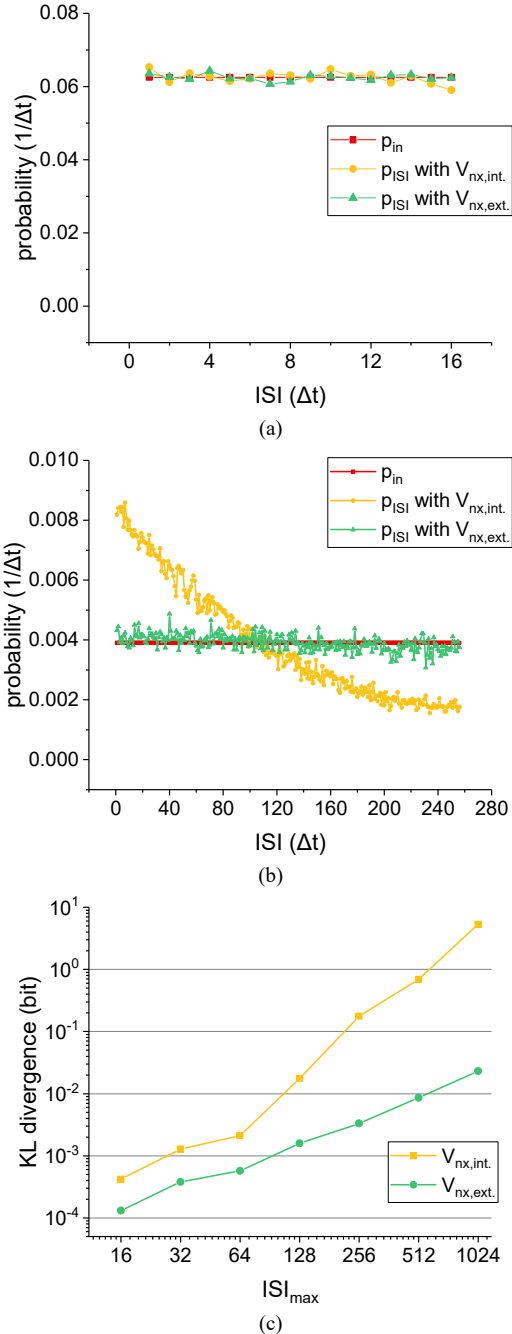 0.08
0.06
0.04
0.02
0.00
probability (1/Δt)
p_in
p_ISI with V_nx,int.
p_ISI with V_nx,ext.
0 4 8 12 16
ISI (Δt)
(a)
0.010
0.008
0.006
0.004
0.002
0.000
probability (1/Δt)
p_in
p_ISI with V_nx,int.
p_ISI with V_nx,ext.
0 40 80 120 160 200 240 280
ISI (Δt)
(b)
10^1
10^0
10^-1
10^-2
10^-3
10^-4
KL divergence (bit)
V_nx,int.
V_nx,ext.
16 32 64 128 256 512 1024
ISI_max
(c)